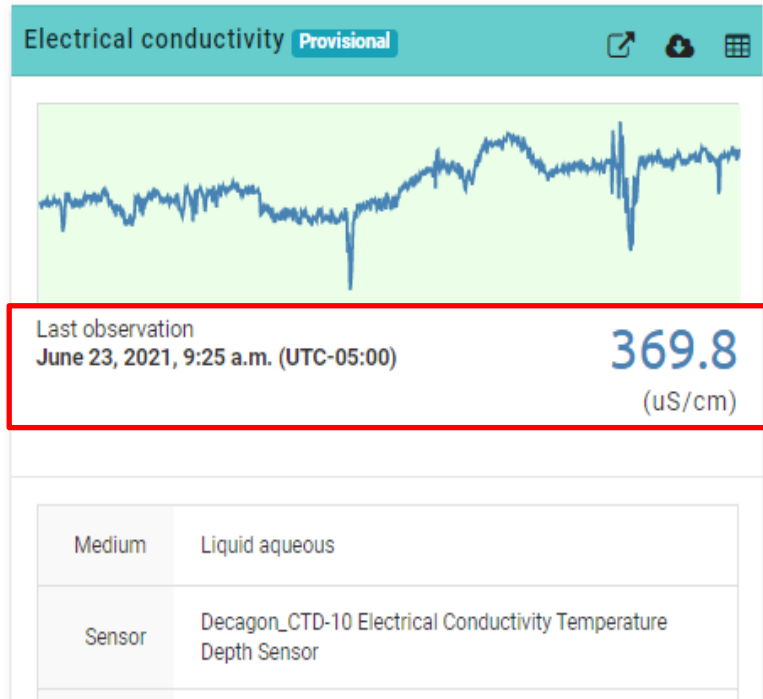 Electrical conductivity Provisional
Last observation
June 23, 2021, 9:25 a.m. (UTC-05:00)
369.8
(uS/cm)
Medium Liquid aqueous
Sensor Decagon_CTD-10 Electrical Conductivity Temperature
Depth Sensor